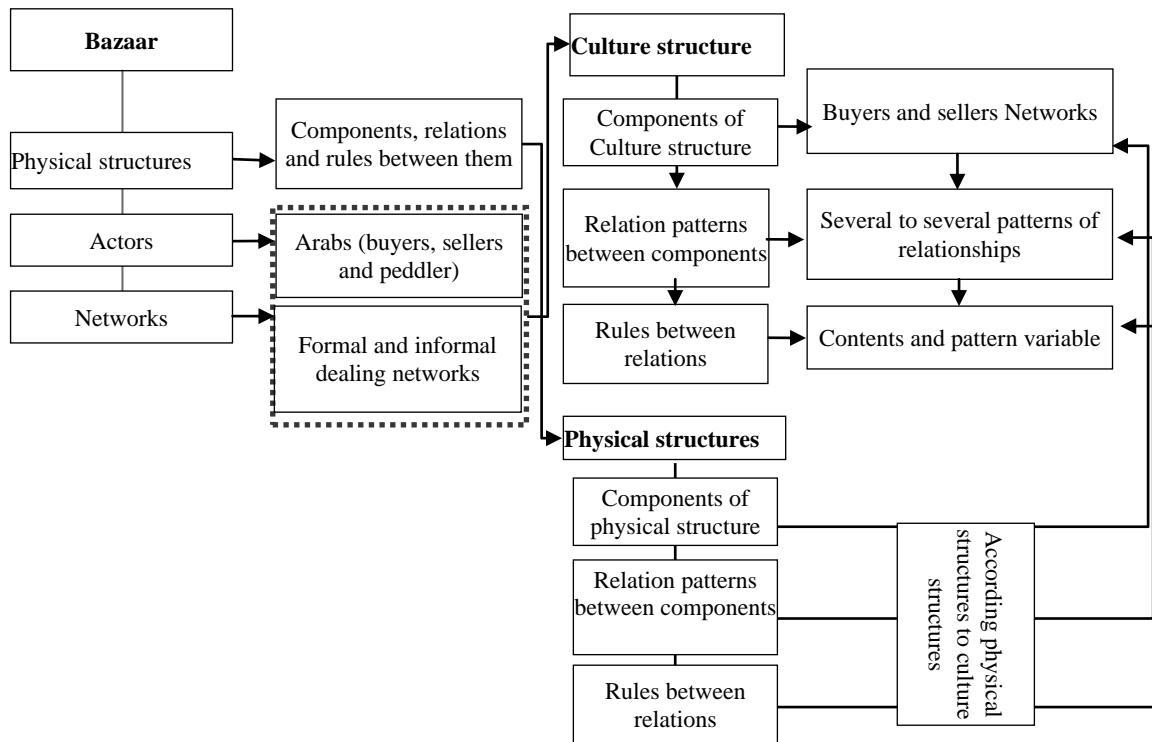 Bazaar
Physical structures
Actors
Networks
Components, relations
and rules between them
Arabs (buyers, sellers
and peddler)
Formal and informal
dealing networks
Culture structure
Components of
Culture structure
Relation patterns
between components
Rules between
relations
Buyers and sellers Networks
Several to several patterns of
relationships
Contents and pattern variable
Physical structures
Components of
physical structure
Relation patterns
between components
Rules between
relations
According physical
structures to culture
structures